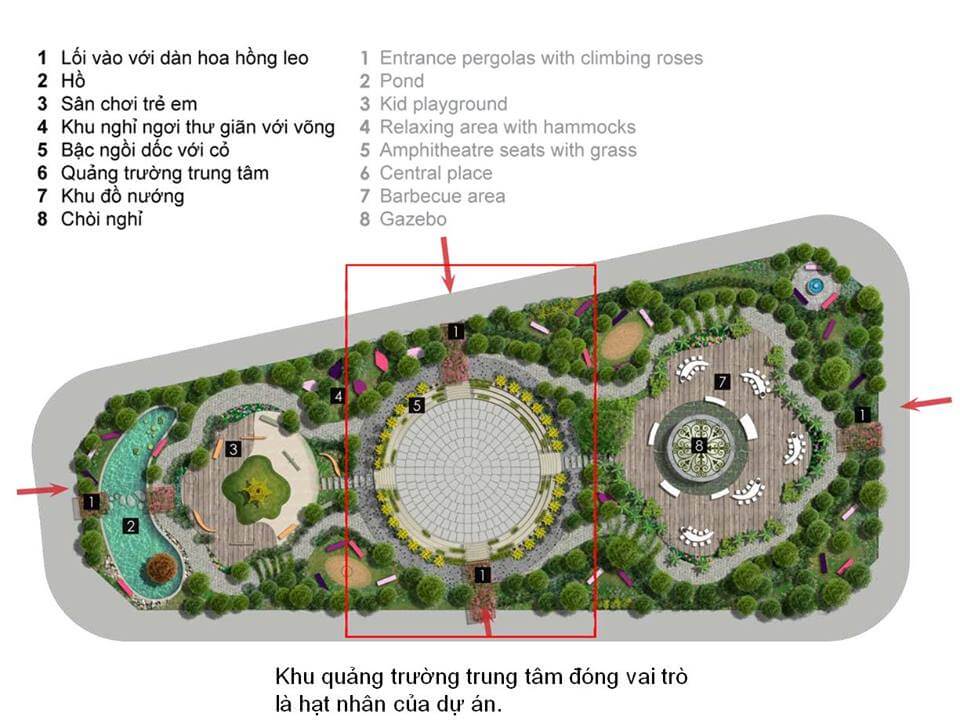 1 Lối vào với dàn hoa hồng leo
2 Hồ
3 Sân chơi trẻ em
4 Khu nghỉ ngơi thư giãn với võng
5 Bậc ngồi dốc với cỏ
6 Quảng trường trung tâm
7 Khu đồ nướng
8 Chòi nghỉ
1 Entrance pergolas with climbing roses
2 Pond
3 Kid playground
4 Relaxing area with hammocks
5 Amphitheatre seats with grass
6 Central place
7 Barbecue area
8 Gazebo
1
7
4
5
1
3
8
1
2
1
Khu quảng trường trung tâm đóng vai trò
là hạt nhân của dự án.